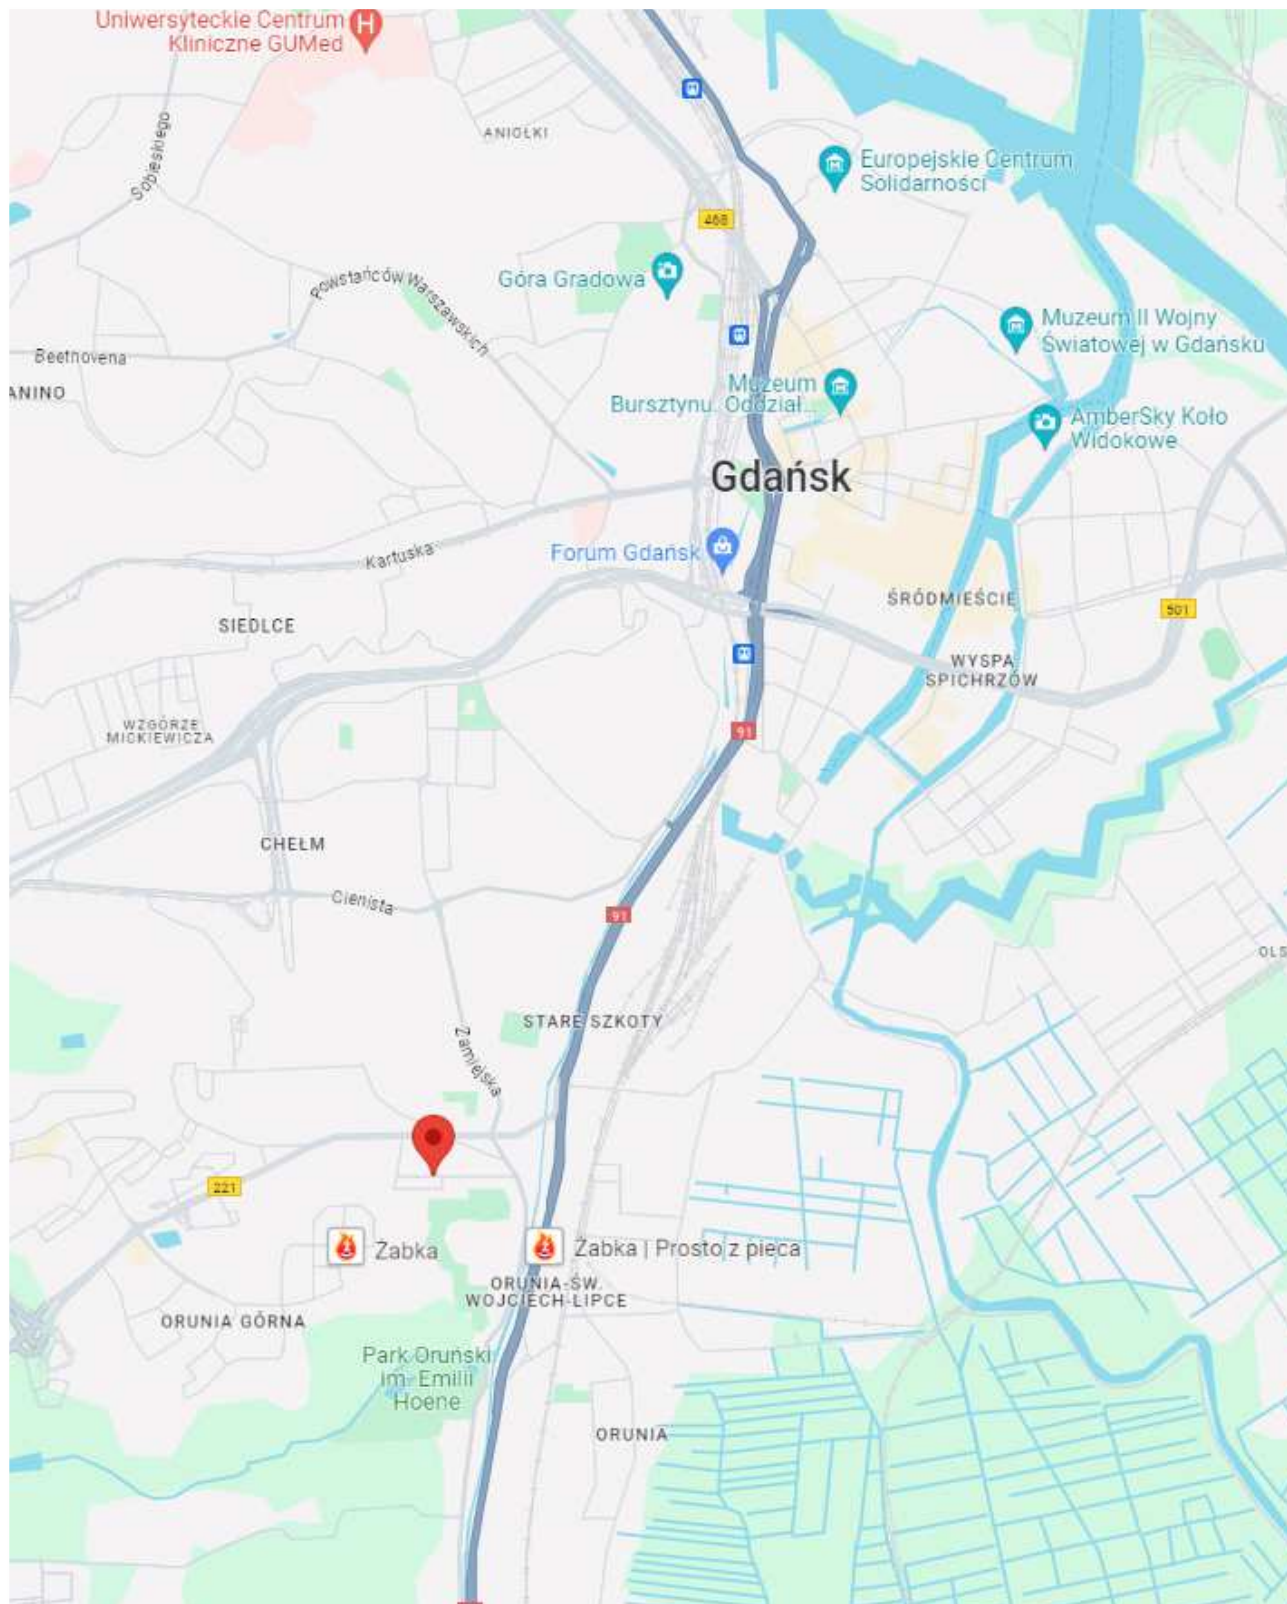 Uniwersyteckie Centrum
Kliniczne GUMed
H
ANIOŁKI
Sobieskiego
Europejskie Centrum
Solidarności
468
Góra Gradowa
Powstańców Warszawskich
Muzeum II Wojny
Światowej w Gdańsku
Beethovena
ANINO
Muzeum
Bursztynu. Oddział...
AmberSky Koło
Widokowe
Gdańsk
Kartuska
Forum Gdańsk
ŚRÓDMIEŚCIE
501
SIEDLCE
WYSPA
SPICHRZÓW
WZGÓRZE
MICKIEWICZA
91
CHEŁM
Cienista
91
OLS
STARE SZKOTY
Zamiejska
221
Żabka
Żabka | Prosto z pieca
ORUNIA-ŚW.
WOJCIECH-LIPCE
ORUNIA GÓRNA
Park Oruński
im. Emilii
Hoene
ORUNIA